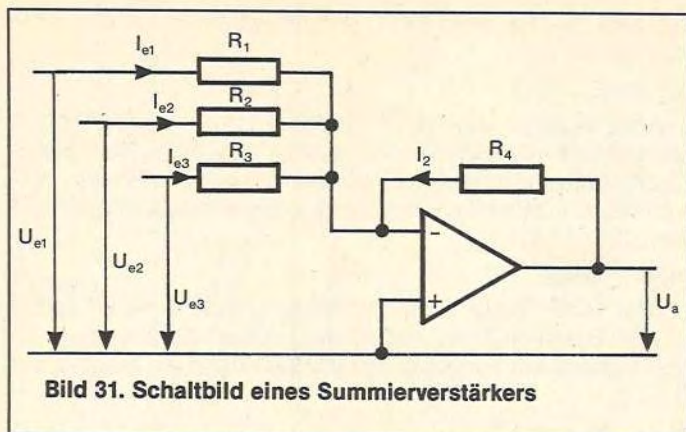 I_e1 R_1
I_e2 R_2
I_e3 R_3
I_2 R_4
U_e1 U_e2 U_e3 - + U_a
Bild 31. Schaltbild eines Summierverstärkers